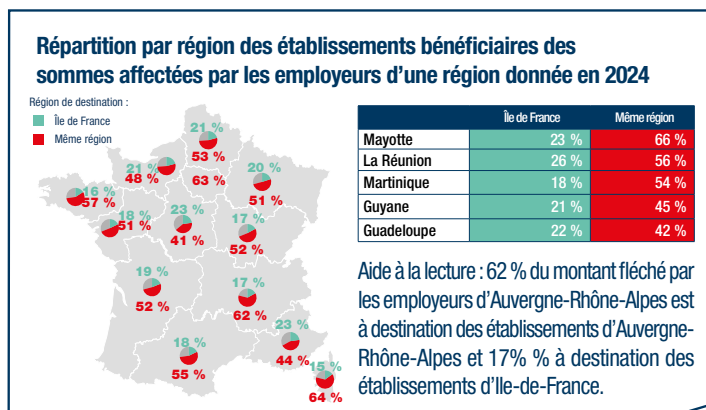 Répartition par région des établissements bénéficiaires des
sommes affectées par les employeurs d'une région donnée en 2024
Région de destination :
Île de France
Même région
21 %
53 %
21 %
48 %
63 %
20 %
51 %
16 %
57 %
18 %
51 %
23 %
41 %
17 %
52 %
19 %
52 %
17 %
62 %
18 %
55 %
23 %
44 %
15 %
64 %
Île de France Même région
Mayotte 23 % 66 %
La Réunion 26 % 56 %
Martinique 18 % 54 %
Guyane 21 % 45 %
Guadeloupe 22 % 42 %
Aide à la lecture : 62 % du montant fléché par
les employeurs d'Auvergne-Rhône-Alpes est
à destination des établissements d'Auvergne-
Rhône-Alpes et 17% % à destination des
établissements d'Ile-de-France.